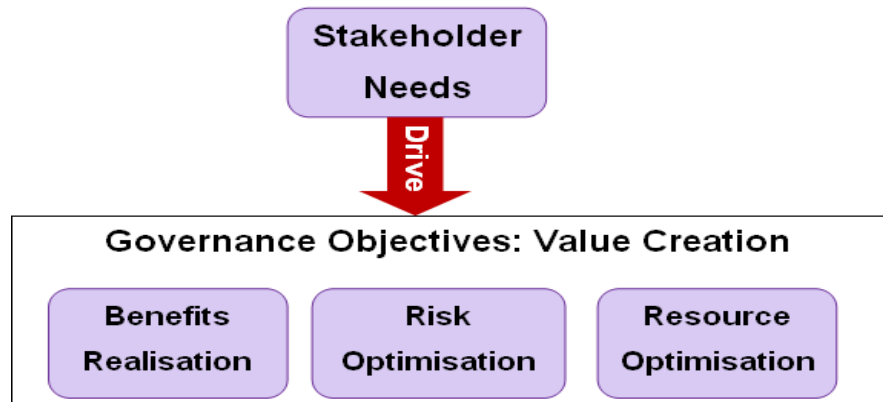 Stakeholder
Needs
Drive
Governance Objectives: Value Creation
Benefits
Realisation
Risk
Optimisation
Resource
Optimisation